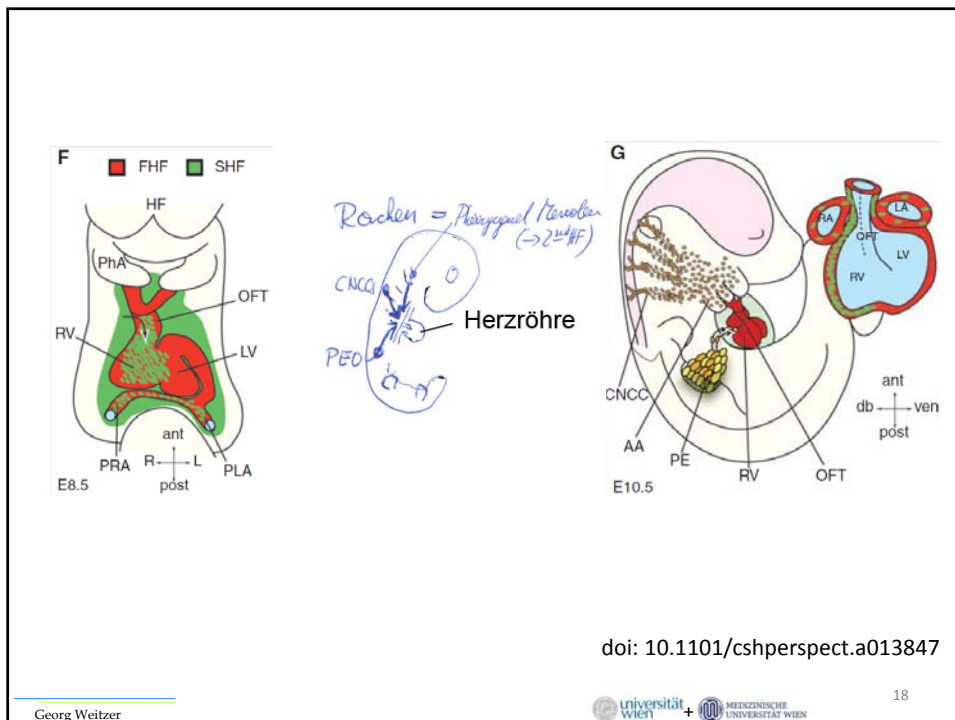 F
FHF SHF
HF
PhA
OFT
RV
LV
ant
R L
post
PRA
PLA
E8.5
Rachen = Pharyngeal
(→ 2nd HF)
CNCC
PEO
Herzröhre
G
RA
LA
OFT
RV
LV
CNCC
AA
PE
RV
OFT
ant
db ven
post
E10.5
doi: 10.1101/cshperspect.a013847
Georg Weitzer
universität wien + MEDIZINISCHE UNIVERSITÄT WIEN
18